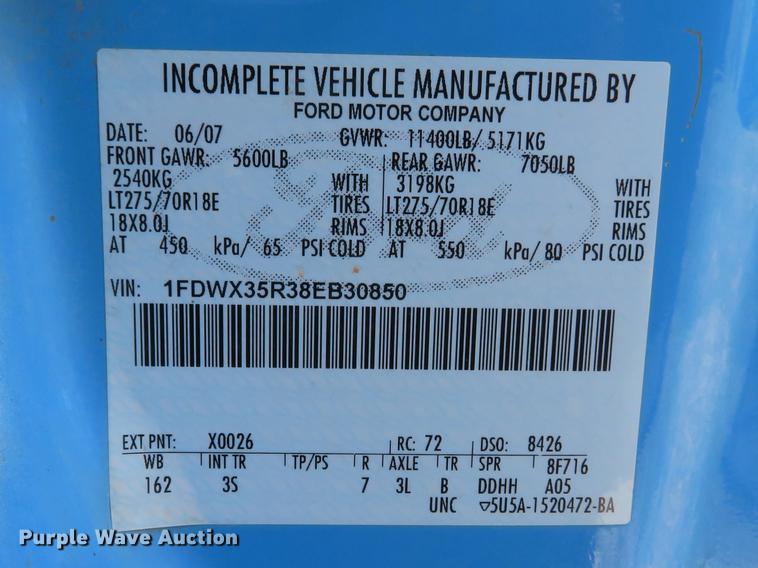 INCOMPLETE VEHICLE MANUFACTURED BY
FORD MOTOR COMPANY
DATE: 06/07 GVWR: 11400LB/ 5171KG
FRONT GAWR: 5600LB REAR GAWR: 7050LB
2540KG WITH 3198KG WITH
LT275/70R18E TIRES LT275/70R18E TIRES
18X8.0J RIMS 18X8.0J RIMS
AT 450 kPa/ 65 PSI COLD AT 550 kPa/ 80 PSI COLD
VIN: 1FDWX35R38EB30850
EXT PNT: X0026 RC: 72 DSO: 8426
WB INT TR TP/PS R AXLE TR SPR 8F716
162 3S 7 3L B DDHH A05
UNC ▽5U5A-1520472-BA
Purple Wave Auction